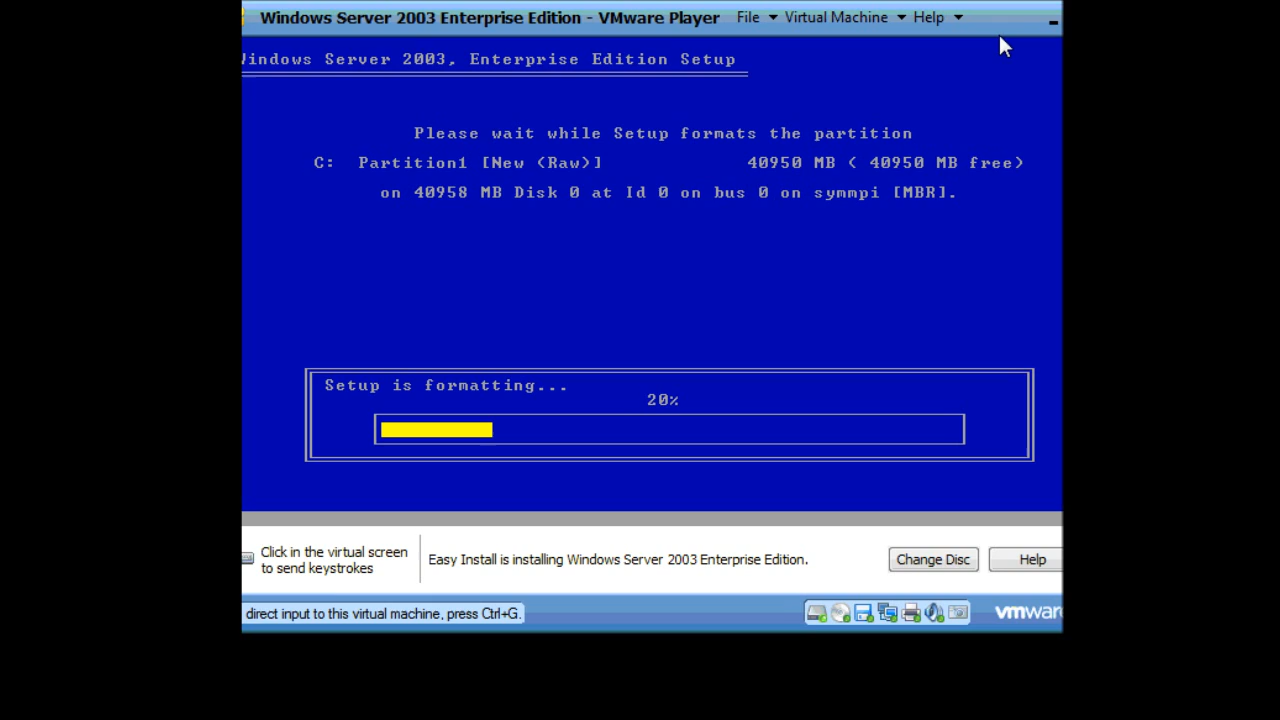 Windows Server 2003 Enterprise Edition - VMware Player File Virtual Machine Help
Windows Server 2003, Enterprise Edition Setup
Please wait while Setup formats the partition
C: Partition1 [New (Raw)] 40950 MB ( 40950 MB free)
on 40958 MB Disk 0 at Id 0 on bus 0 on symmpi [MBR].
Setup is formatting...
20%
Click in the virtual screen
to send keystrokes
Easy Install is installing Windows Server 2003 Enterprise Edition.
Change Disc
Help
direct input to this virtual machine, press Ctrl+G.
vmwar